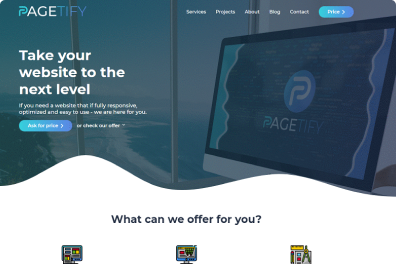 PAGETIFY
Services Projects About Blog Contact Price >
Take your
website to the
next level
If you need a website that if fully responsive,
optimized and easy to use - we are here for you.
Ask for price > or check our offer
PAGETIFY
What can we offer for you?